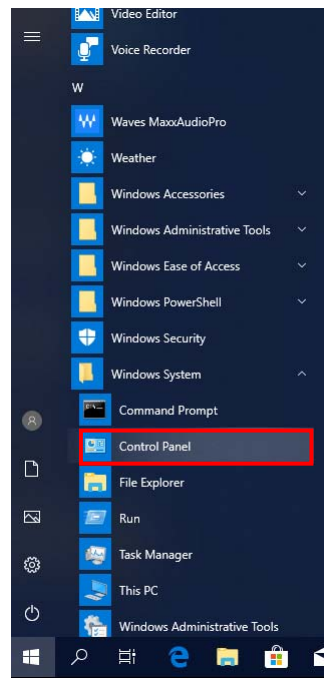 Video Editor
Voice Recorder
W
Waves MaxxAudioPro
Weather
Windows Accessories
Windows Administrative Tools
Windows Ease of Access
Windows PowerShell
Windows Security
Windows System
Command Prompt
Control Panel
File Explorer
Run
Task Manager
This PC
Windows Administrative Tools